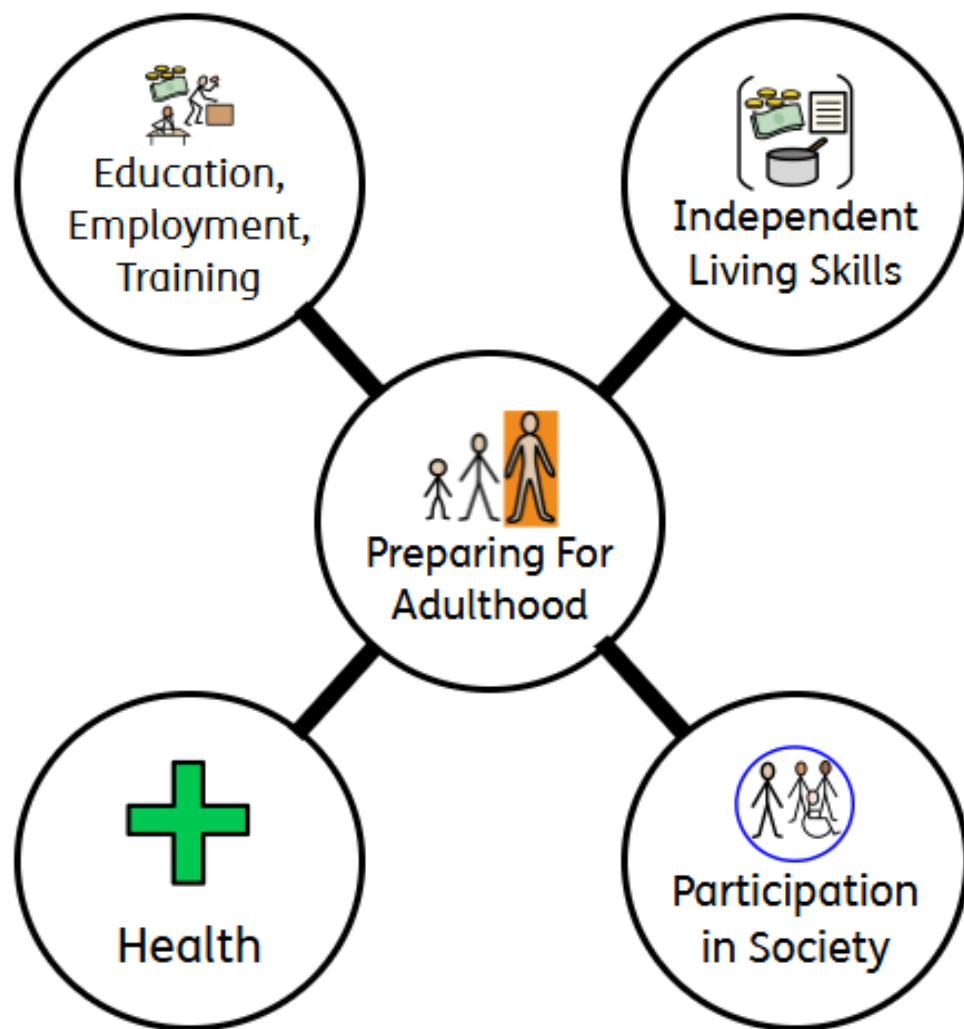 Education,
Employment,
Training
Independent
Living Skills
Preparing For
Adulthood
Health
Participation
in Society